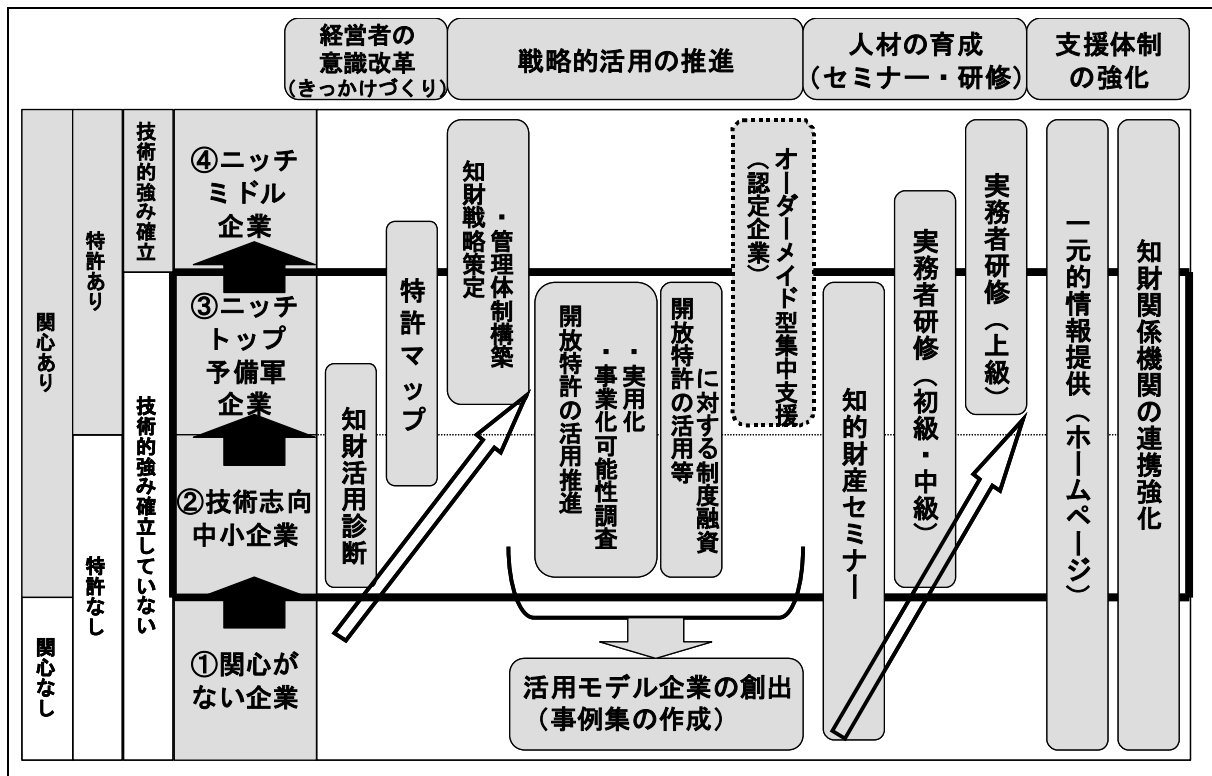 経営者の
意識改革
(きっかけづくり)
戦略的活用の推進
人材の育成
(セミナー・研修)
支援体制
の強化
関心あり
関心なし
特許あり
特許なし
技術的強み確立
技術的強み確立していない
④ニッチ
ミドル
企業
③ニッチ
トップ
予備軍
企業
②技術志向
中小企業
①関心が
ない企業
知財活用診断
特許マップ
知財戦略策定
・管理体制構築
開放特許の活用推進
・実用化
・事業化可能性調査
開放特許の活用等
に対する制度融資
オーダーメイド型集中支援
(認定企業)
活用モデル企業の創出
(事例集の作成)
知的財産セミナー
実務者研修(初級・中級)
実務者研修(上級)
一元的情報提供(ホームページ)
知財関係機関の連携強化